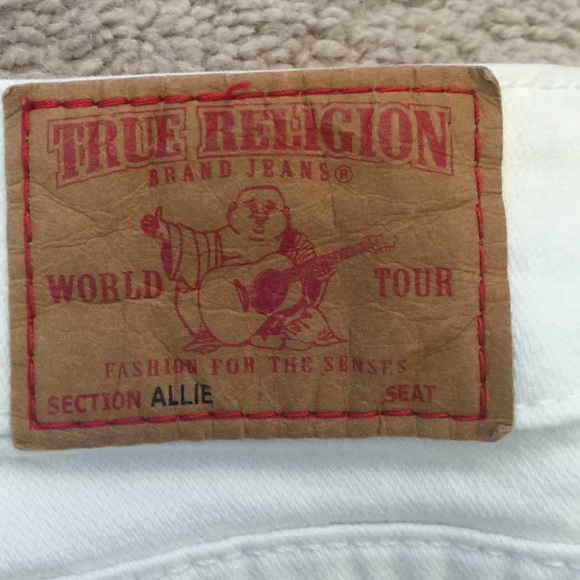 TRUE RELIGION
BRAND JEANS®
WORLD TOUR
FASHION FOR THE SENSES
SECTION ALLIE SEAT